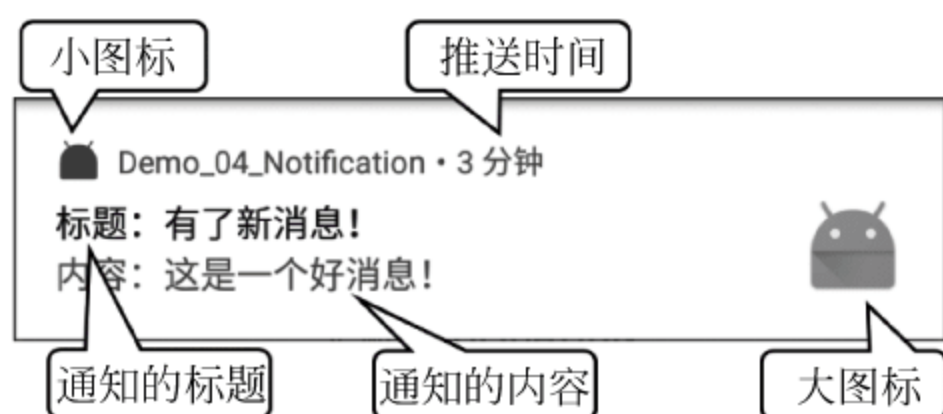 小图标
推送时间
Demo_04_Notification • 3 分钟
标题：有了新消息！
内容：这是一个好消息！
通知的标题
通知的内容
大图标